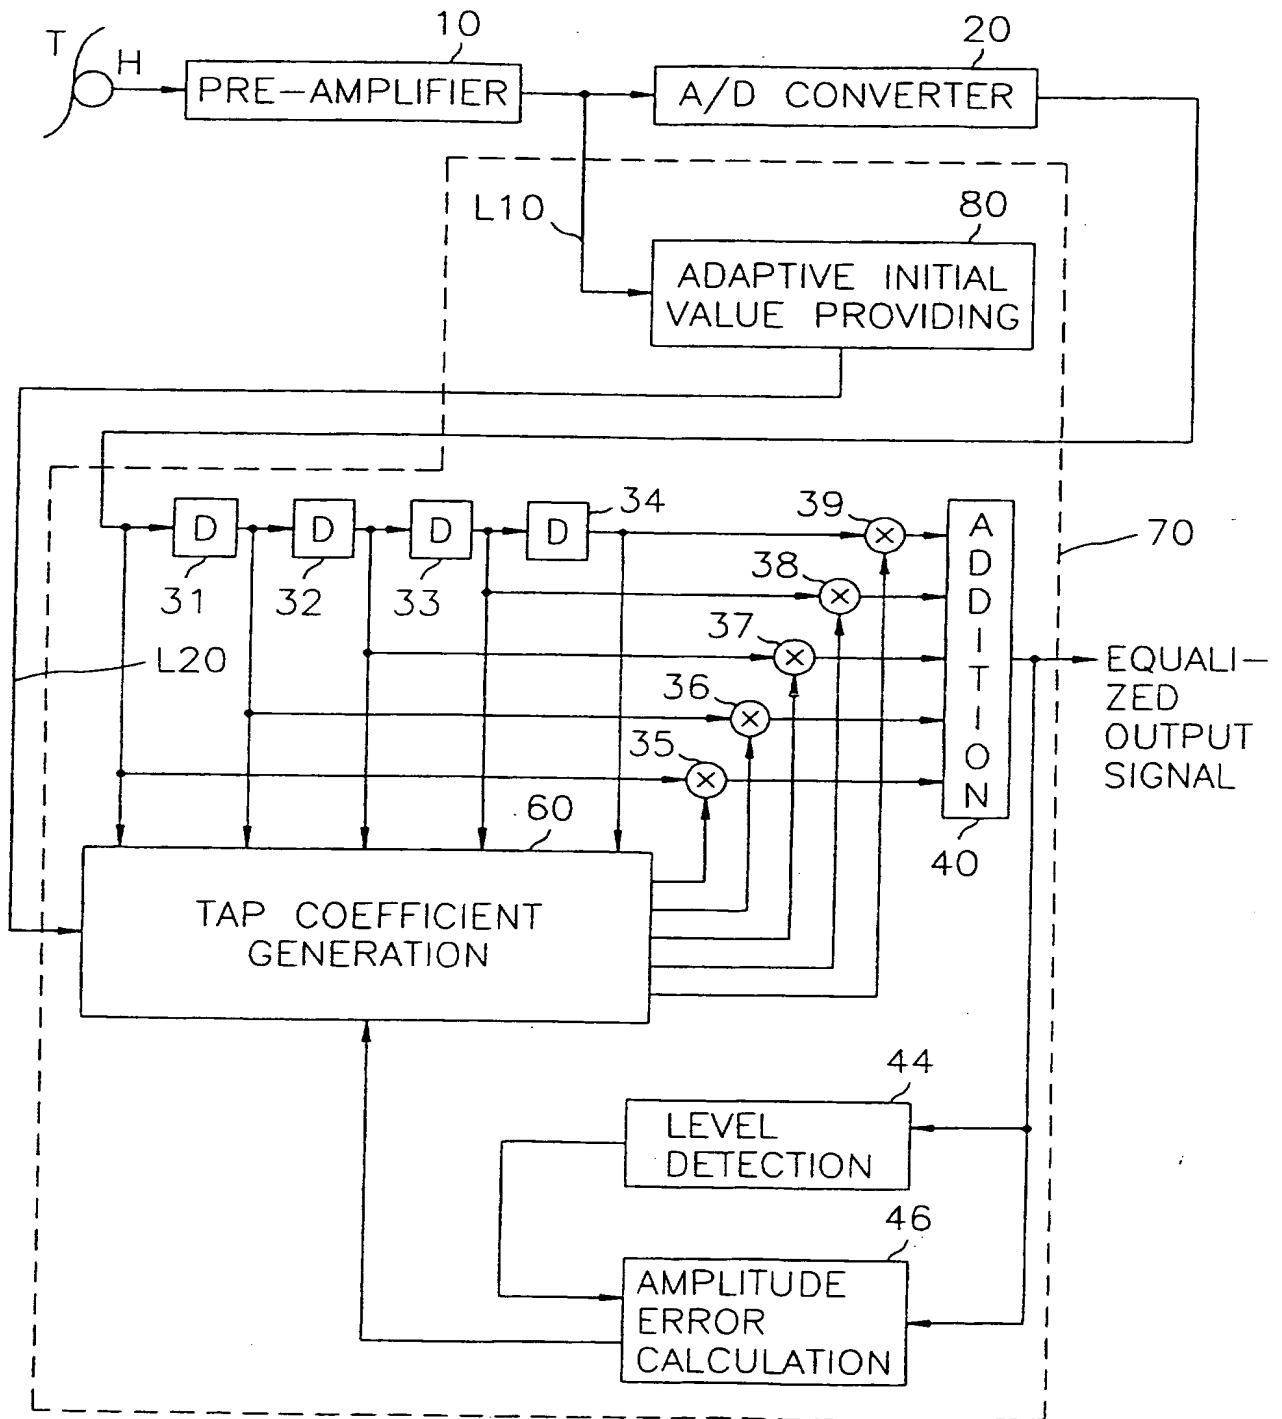 10
20
T
H
PRE-AMPLIFIER
A/D CONVERTER
L10
80
ADAPTIVE INITIAL
VALUE PROVIDING
D
D
D
D
34
39
ADDITION
31
32
33
38
70
37
L20
36
EQUALI-
ZED
OUTPUT
SIGNAL
35
60
40
TAP COEFFICIENT
GENERATION
44
LEVEL
DETECTION
46
AMPLITUDE
ERROR
CALCULATION